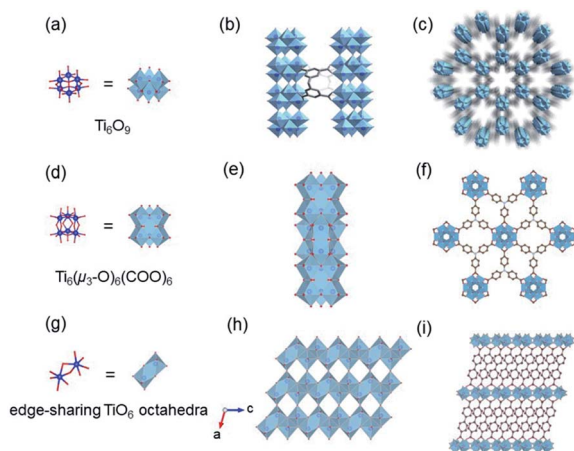 (a)
(b)
(c)
=
Ti₆O₉
(d)
(e)
(f)
=
Ti₆(μ₃-O)₆(COO)₆
(g)
(h)
(i)
=
edge-sharing TiO₆ octahedra
c
a